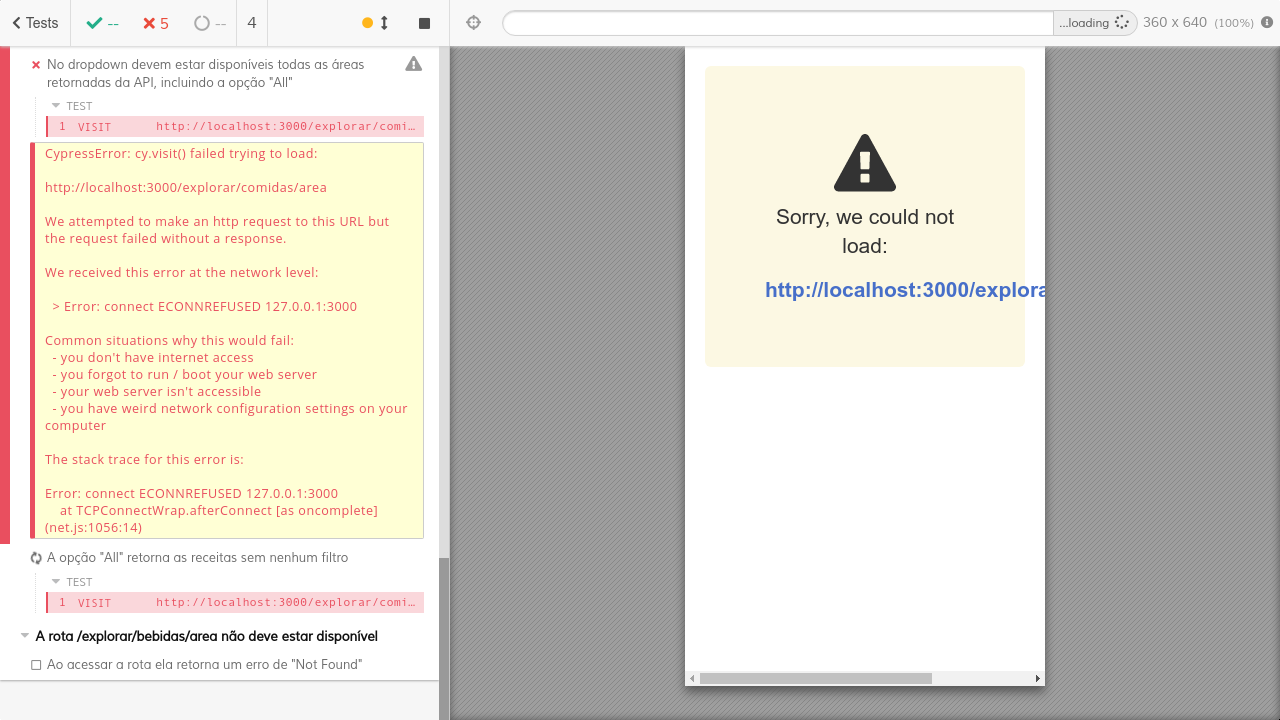 Tests
--
5
--
4
...loading
360 x 640 (100%)
No dropdown devem estar disponíveis todas as áreas
retornadas da API, incluindo a opção "All"
TEST
1 VISIT http://localhost:3000/explorar/comi...
CypressError: cy.visit() failed trying to load:
http://localhost:3000/explorar/comidas/area
We attempted to make an http request to this URL but
the request failed without a response.
We received this error at the network level:
> Error: connect ECONNREFUSED 127.0.0.1:3000
Common situations why this would fail:
- you don't have internet access
- you forgot to run / boot your web server
- your web server isn't accessible
- you have weird network configuration settings on your
computer
The stack trace for this error is:
Error: connect ECONNREFUSED 127.0.0.1:3000
at TCPConnectWrap.afterConnect [as oncomplete]
(net.js:1056:14)
A opção "All" retorna as receitas sem nenhum filtro
TEST
1 VISIT http://localhost:3000/explorar/comi...
A rota /explorar/bebidas/area não deve estar disponível
Ao acessar a rota ela retorna um erro de "Not Found"
Sorry, we could not
load:
http://localhost:3000/explora